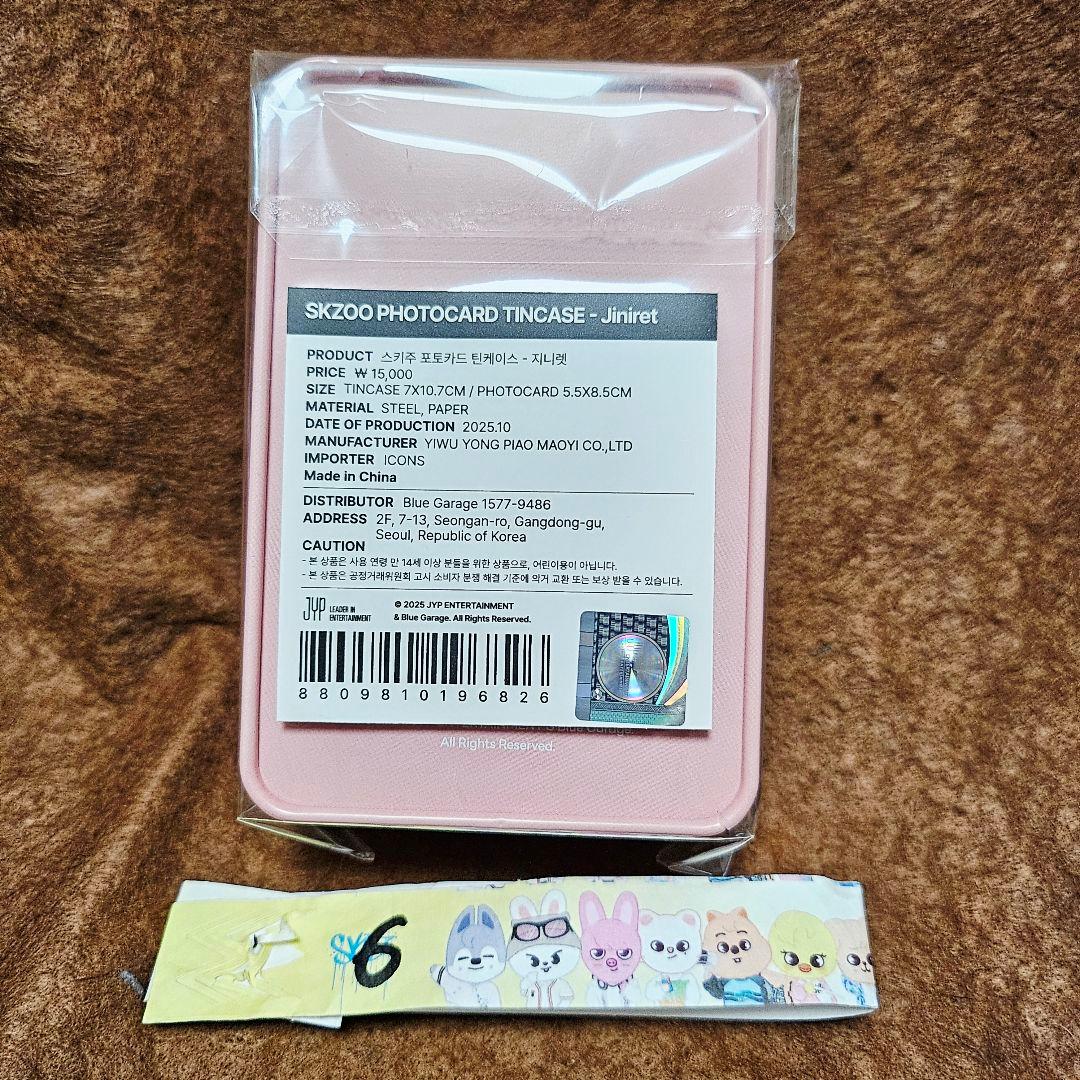 SKZOO PHOTOCARD TINCASE - Jiniret
PRODUCT 스키주 포토카드 틴케이스 - 지니렛
PRICE ₩ 15,000
SIZE TINCASE 7X10.7CM / PHOTOCARD 5.5X8.5CM
MATERIAL STEEL, PAPER
DATE OF PRODUCTION 2025.10
MANUFACTURER YIWU YONG PIAO MAOYI CO.,LTD
IMPORTER ICONS
Made in China
DISTRIBUTOR Blue Garage 1577-9486
ADDRESS 2F, 7-13, Seongan-ro, Gangdong-gu,
Seoul, Republic of Korea
CAUTION
- 본 상품은 사용 연령 만 14세 이상 분들을 위한 상품으로, 어린이용이 아닙니다.
- 본 상품은 공정거래위원회 고시 소비자 분쟁 해결 기준에 의거 교환 또는 보상 받을 수 있습니다.
JYP LEADER IN
ENTERTAINMENT
© 2025 JYP ENTERTAINMENT
& Blue Garage. All Rights Reserved.
8809810196826
Blue Garage.
All Rights Reserved.
6